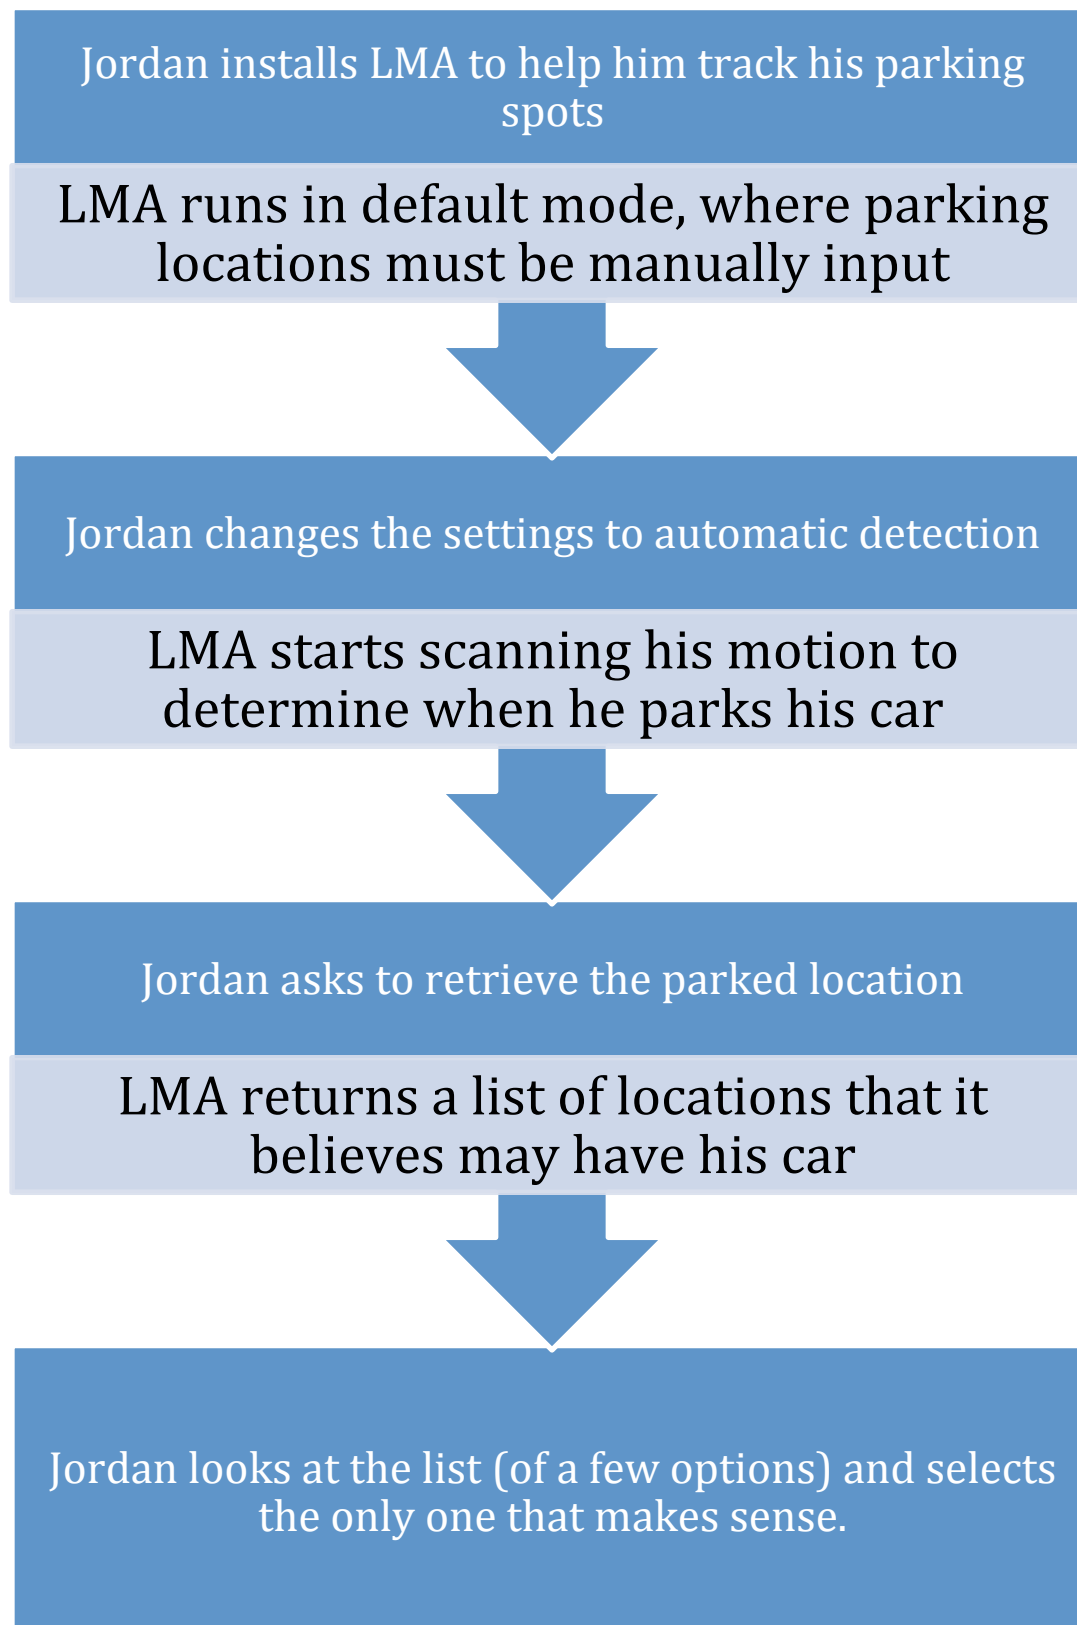 Jordan installs LMA to help him track his parking
spots
LMA runs in default mode, where parking
locations must be manually input
Jordan changes the settings to automatic detection
LMA starts scanning his motion to
determine when he parks his car
Jordan asks to retrieve the parked location
LMA returns a list of locations that it
believes may have his car
Jordan looks at the list (of a few options) and selects
the only one that makes sense.